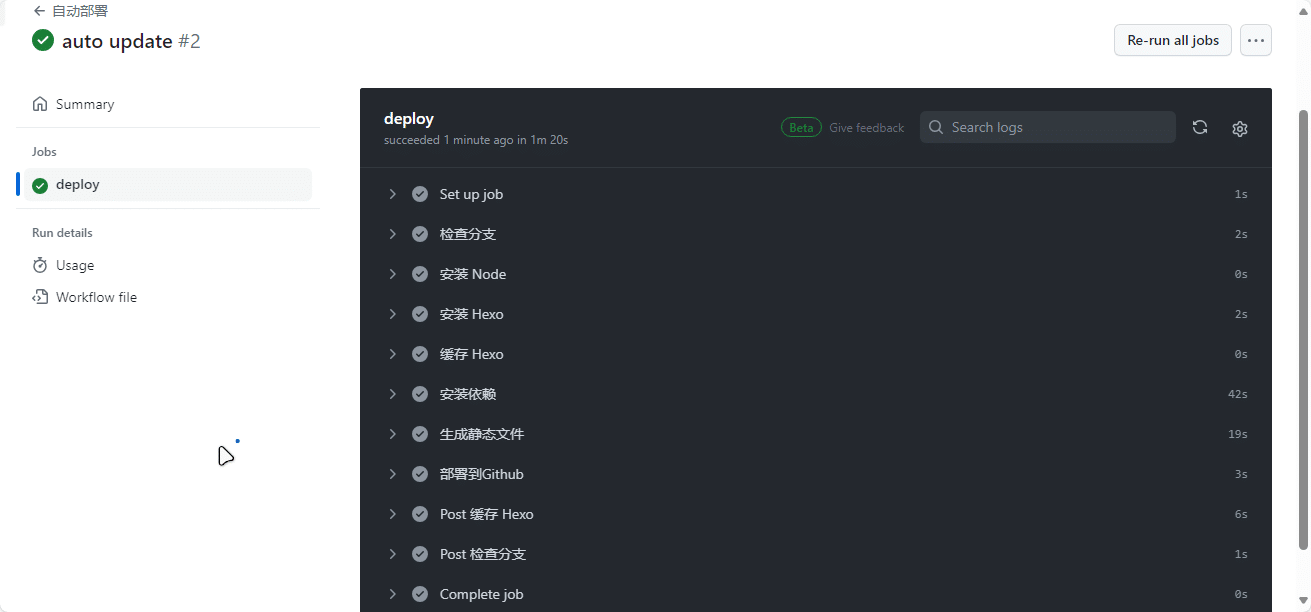 自动部署
auto update #2
Re-run all jobs
Summary
Jobs
deploy
Run details
Usage
Workflow file
deploy
succeeded 1 minute ago in 1m 20s
Beta
Give feedback
Search logs
Set up job 1s
检查分支 2s
安装 Node 0s
安装 Hexo 2s
缓存 Hexo 0s
安装依赖 42s
生成静态文件 19s
部署到Github 3s
Post 缓存 Hexo 6s
Post 检查分支 1s
Complete job 0s